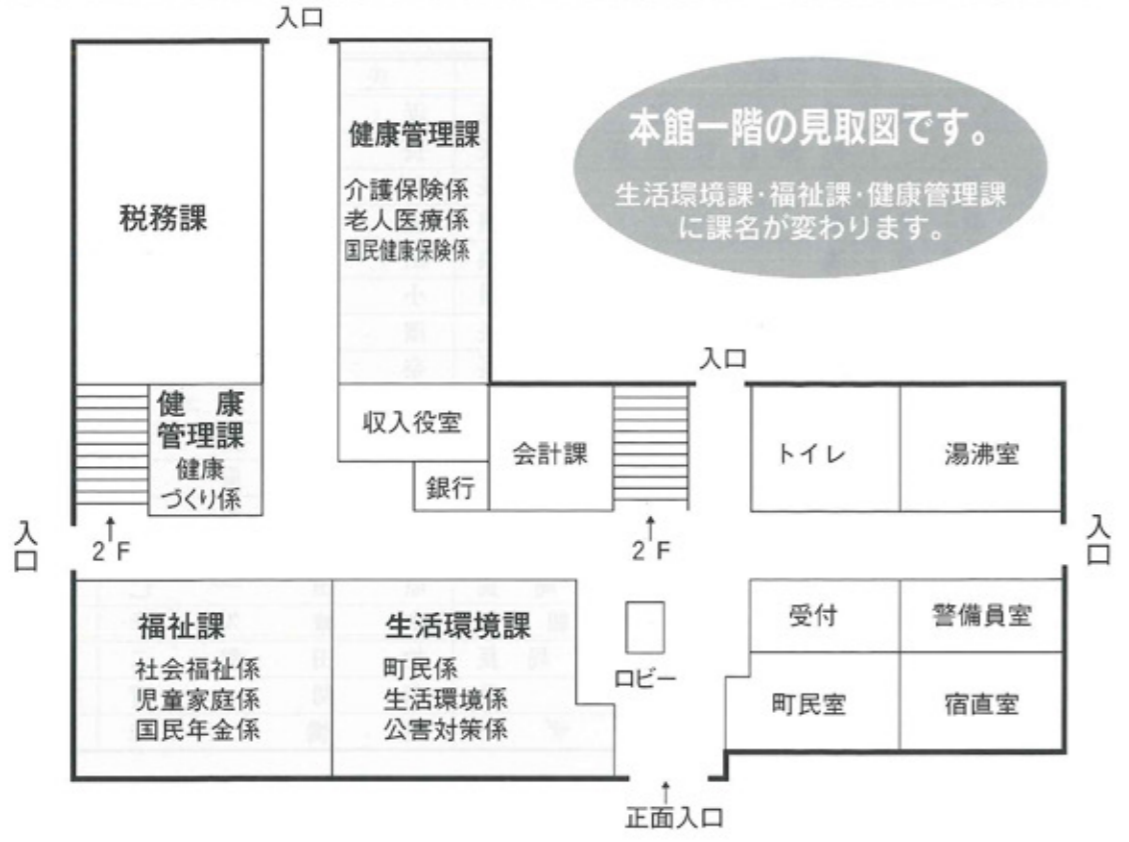 入口
本館一階の見取図です。
生活環境課・福祉課・健康管理課
に課名が変わります。
税務課
健康管理課
介護保険係
老人医療係
国民健康保険係
入口
健　康
管理課
健康
づくり係
収入役室
銀行
会計課
トイレ
湯沸室
入口
2F
2F
入口
福祉課
社会福祉係
児童家庭係
国民年金係
生活環境課
町民係
生活環境係
公害対策係
ロビー
受付
警備員室
町民室
宿直室
正面入口